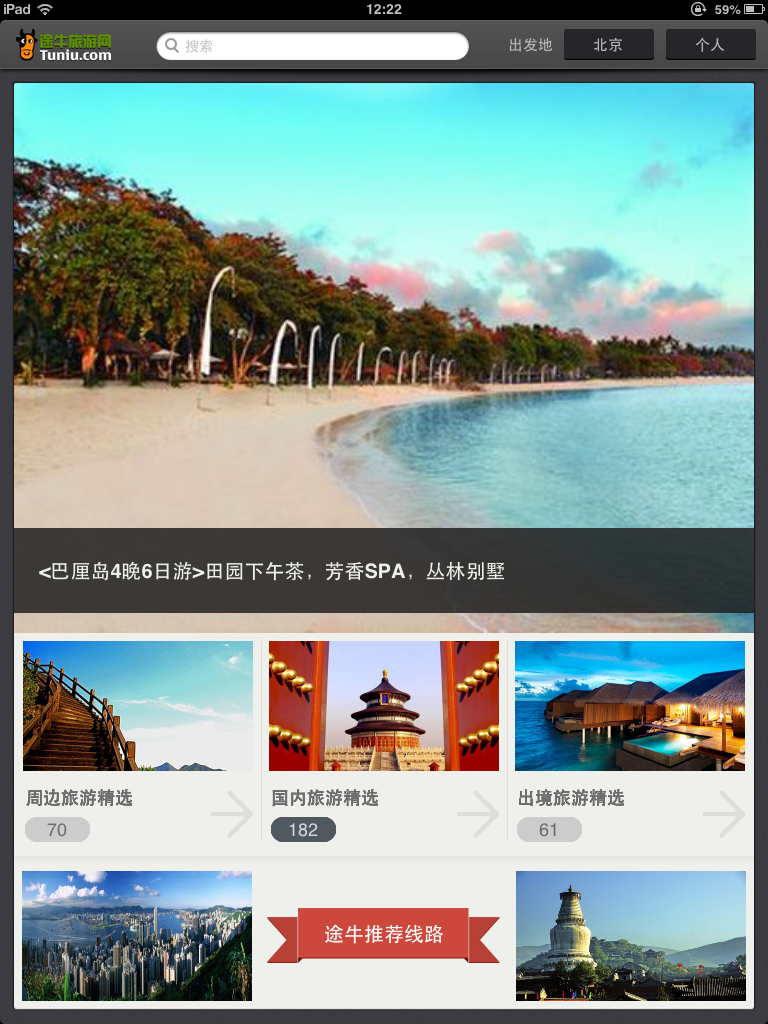 iPad
12:22
59%
途牛旅游网
Tuniu.com
搜索
出发地
北京
个人
<巴厘岛4晚6日游>田园下午茶，芳香SPA，丛林别墅
周边旅游精选
70
国内旅游精选
182
出境旅游精选
61
途牛推荐线路